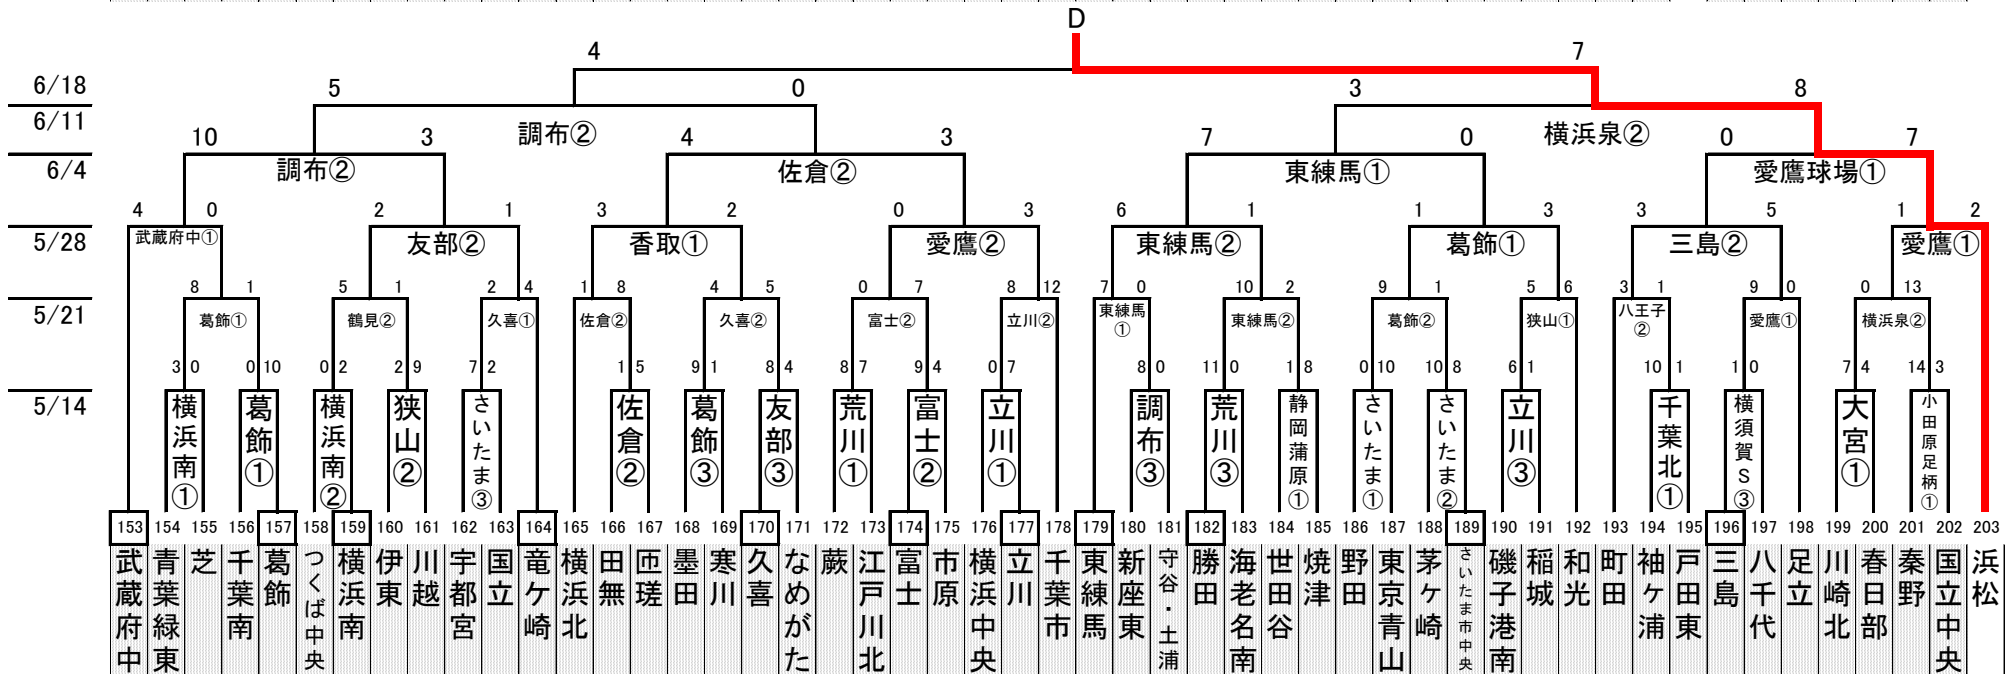 D
4 7
6/18
5 0 3 8
6/11
調布② 横浜泉②
10 3 4 3 7 0 0 7
6/4
調布② 佐倉② 東練馬① 愛鷹球場①
4 0 2 1 3 2 0 3 6 1 1 3 3 5 1 2
5/28
武蔵府中① 友部② 香取① 愛鷹② 東練馬② 葛飾① 三島② 愛鷹①
8 1 5 1 2 4 1 8 4 5 0 7 8 12 7 0 10 2 9 1 5 6 3 1 9 0 0 13
5/21
葛飾① 鶴見② 久喜① 佐倉② 久喜② 富士② 立川② 東練馬① 東練馬② 葛飾② 狭山① 八王子② 愛鷹① 横浜泉②
3 0 0 10 0 2 2 9 7 2 1 5 9 1 8 4 8 7 9 4 0 7 8 0 11 0 1 8 0 10 10 8 6 1 10 1 1 0 7 4 14 3
5/14
横浜南① 葛飾① 横浜南② 狭山② さいたま③ 佐倉② 葛飾③ 友部③ 荒川① 富士② 立川① 調布③ 荒川③ 静岡蒲原① さいたま① さいたま② 立川③ 千葉北① 横須賀S③ 大宮① 小田原足柄①
153 154 155 156 157 158 159 160 161 162 163 164 165 166 167 168 169 170 171 172 173 174 175 176 177 178 179 180 181 182 183 184 185 186 187 188 189 190 191 192 193 194 195 196 197 198 199 200 201 202 203
武蔵府中
青葉緑東
芝
千葉南
葛飾
つくば中央
横浜南
伊東
川越
宇都宮
国立
竜ケ崎
横浜北
田無
匝瑳
墨田
寒川
久喜
なめがた
蕨
江戸川北
富士
市原
横浜中央
立川
千葉市
東練馬
新座東
守谷・土浦
勝田
海老名南
世田谷
焼津
野田
東京青山
茅ヶ崎
さいたま市中央
磯子港南
稲城
和光
町田
袖ヶ浦
戸田東
三島
八千代
足立
川崎北
春日部
秦野
国立中央
浜松